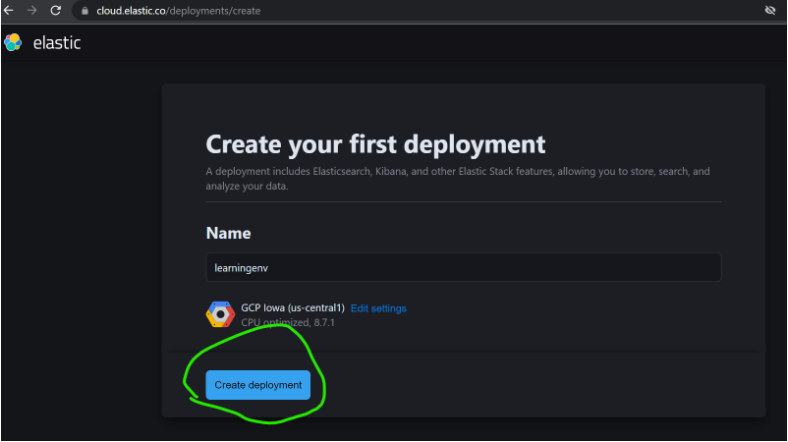 cloud.elastic.co/deployments/create
elastic
Create your first deployment
A deployment includes Elasticsearch, Kibana, and other Elastic Stack features, allowing you to store, search, and
analyze your data.
Name
learningenv
GCP Iowa (us-central1) Edit settings
CPU optimized, 8.7.1
Create deployment